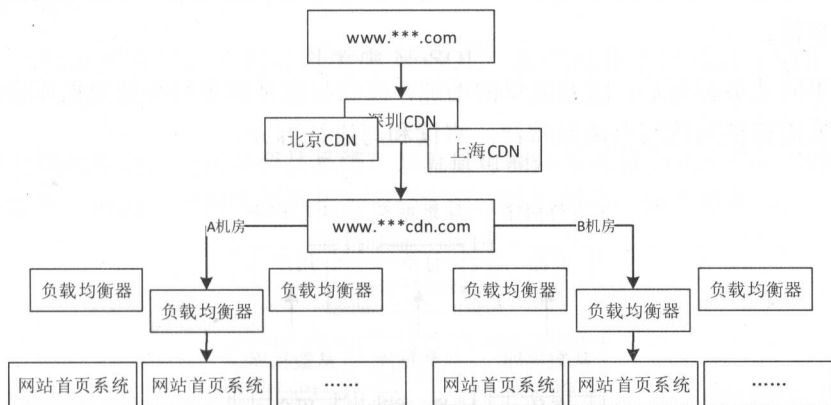 www.***.com
深圳CDN
北京CDN
上海CDN
www.***cdn.com
A机房
B机房
负载均衡器
负载均衡器
负载均衡器
负载均衡器
负载均衡器
负载均衡器
网站首页系统
网站首页系统
……
网站首页系统
网站首页系统
……